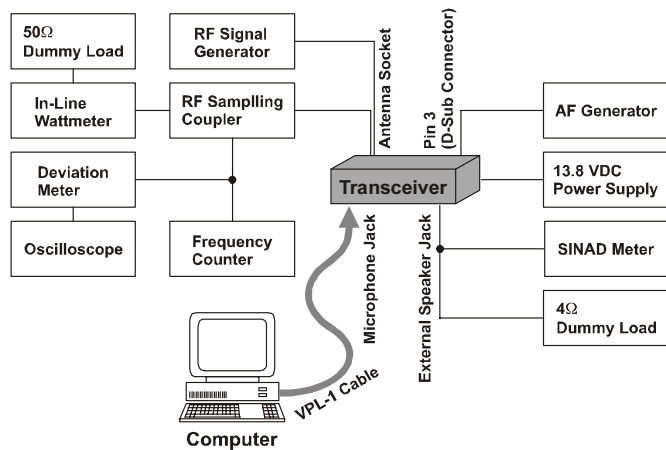 50Ω
Dummy Load
RF Signal
Generator
Antenna Socket
Pin 3
(D-Sub Connector)
In-Line
Wattmeter
RF Samplling
Coupler
AF Generator
Deviation
Meter
Transceiver
13.8 VDC
Power Supply
Oscilloscope
Frequency
Counter
Microphone Jack
External Speaker Jack
SINAD Meter
4Ω
Dummy Load
VPL-1 Cable
Computer